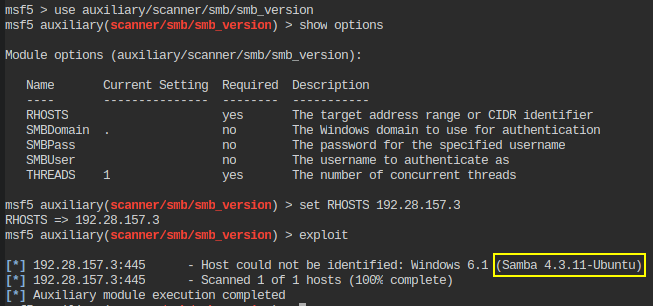 msf5 > use auxiliary/scanner/smb/smb_version
msf5 auxiliary(scanner/smb/smb_version) > show options
Module options (auxiliary/scanner/smb/smb_version):
Name Current Setting Required Description
---- --------------- -------- -----------
RHOSTS yes The target address range or CIDR identifier
SMBDomain . no The Windows domain to use for authentication
SMBPass no The password for the specified username
SMBUser no The username to authenticate as
THREADS 1 yes The number of concurrent threads
msf5 auxiliary(scanner/smb/smb_version) > set RHOSTS 192.28.157.3
RHOSTS => 192.28.157.3
msf5 auxiliary(scanner/smb/smb_version) > exploit
[*] 192.28.157.3:445 - Host could not be identified: Windows 6.1 (Samba 4.3.11-Ubuntu)
[*] 192.28.157.3:445 - Scanned 1 of 1 hosts (100% complete)
[*] Auxiliary module execution completed